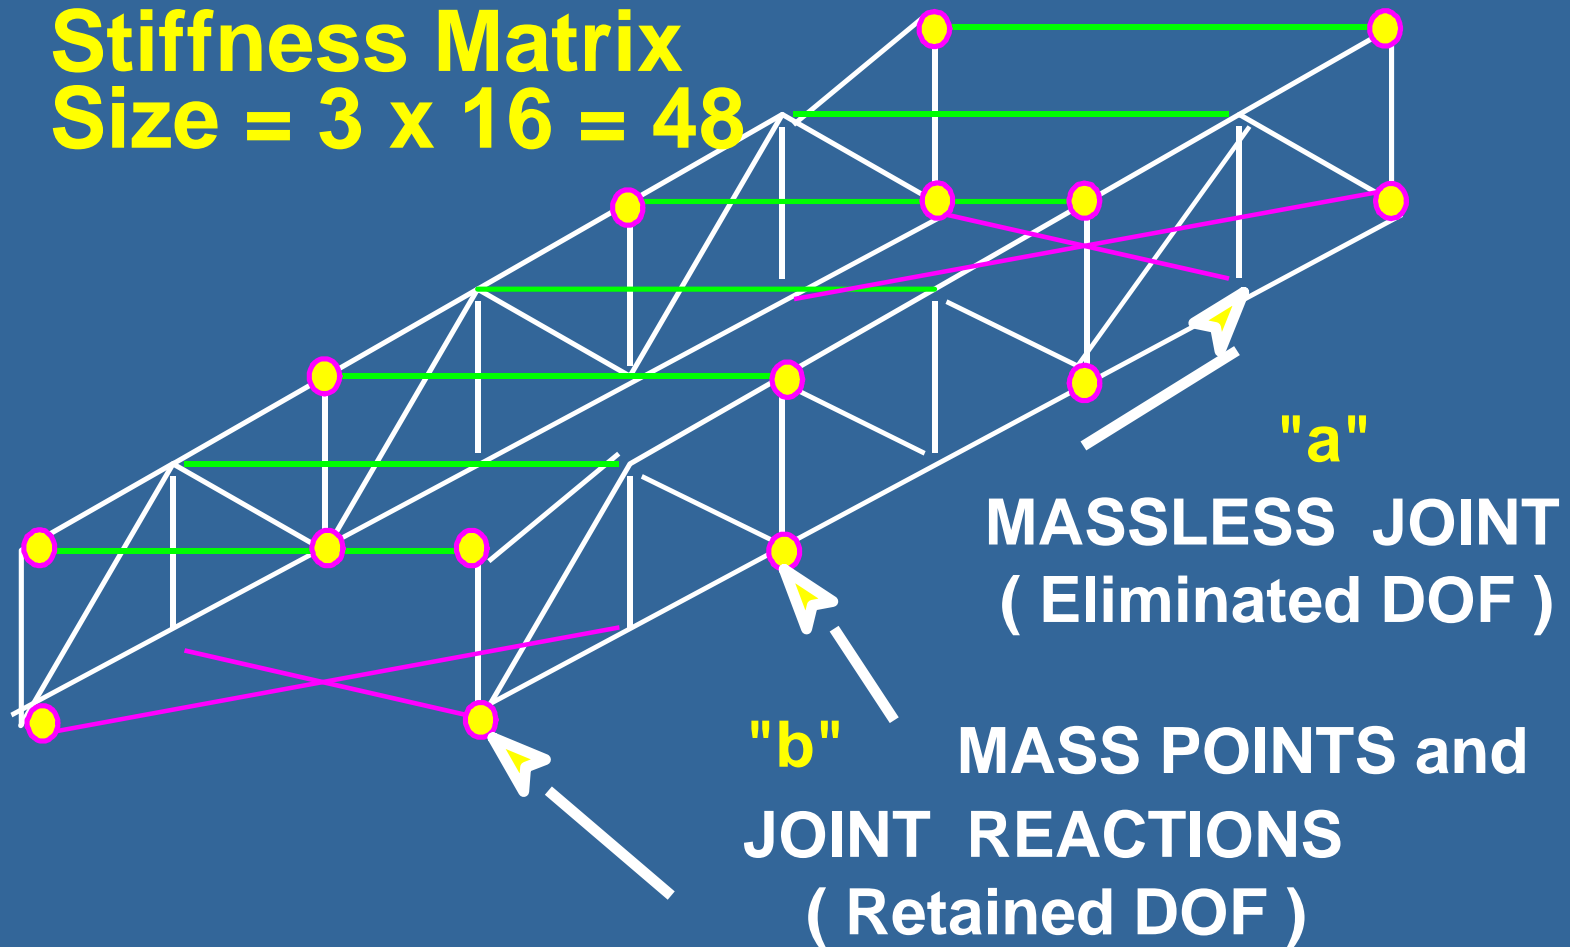 Stiffness Matrix
Size = 3 x 16 = 48
"a"
MASSLESS JOINT
( Eliminated DOF )
"b" MASS POINTS and
JOINT REACTIONS
( Retained DOF )